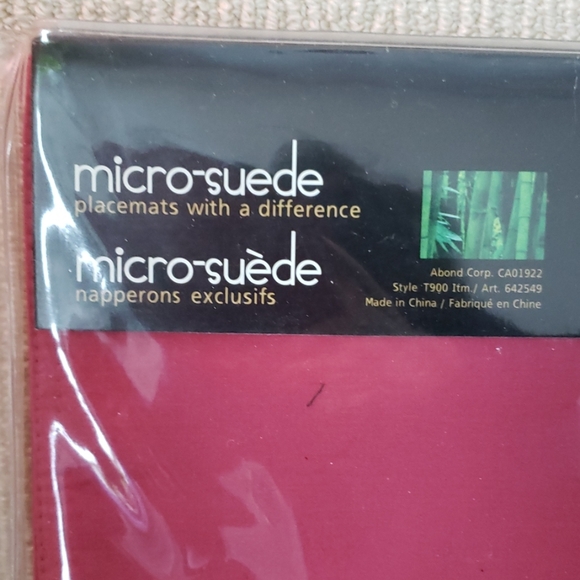 micro-suede
placemats with a difference
micro-suède
napperons exclusifs
Abond Corp. CA01922
Style T900 Itm./ Art. 642549
Made in China / Fabriqué en Chine